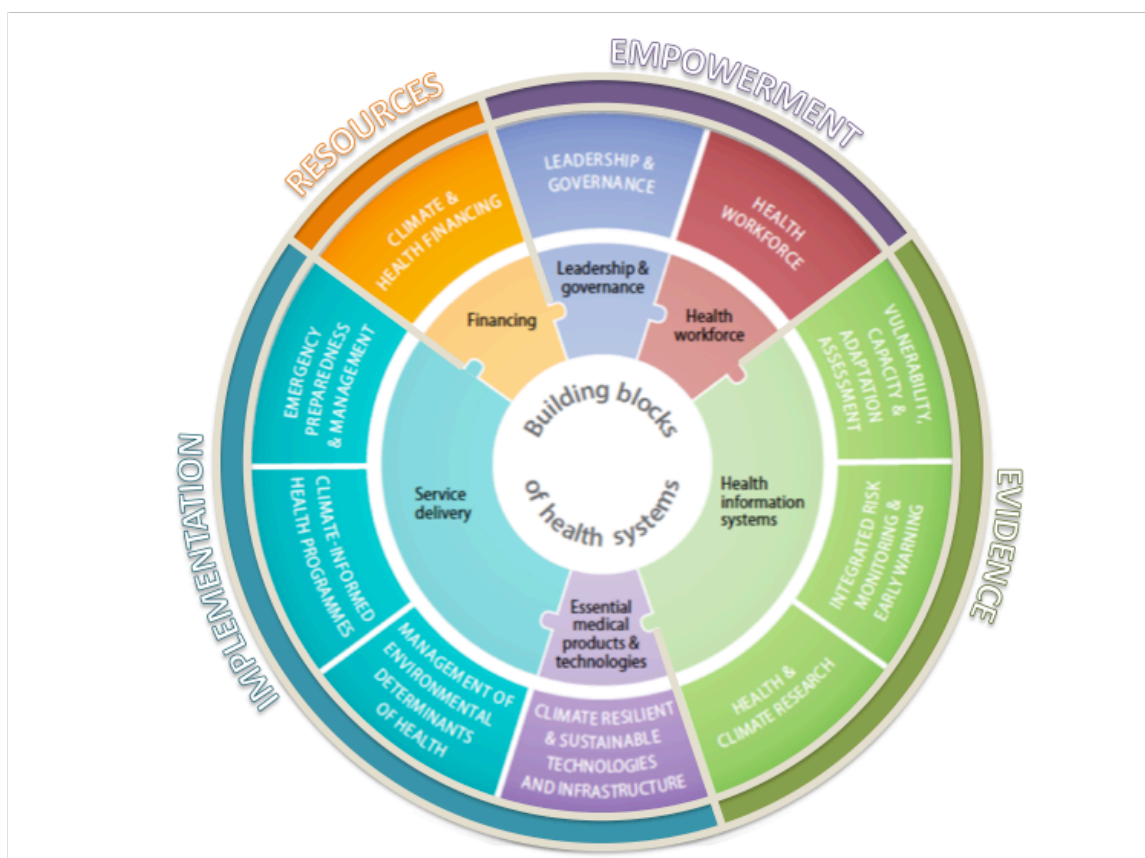 EMPOWERMENT
RESOURCES
IMPLEMENTATION
EVIDENCE
LEADERSHIP &
GOVERNANCE
HEALTH
WORKFORCE
VULNERABILITY,
CAPACITY &
ADAPTATION
ASSESSMENT
INTEGRATED RISK
MONITORING &
EARLY WARNING
HEALTH &
CLIMATE RESEARCH
CLIMATE RESILIENT
& SUSTAINABLE
TECHNOLOGIES
AND INFRASTRUCTURE
MANAGEMENT OF
ENVIRONMENTAL
DETERMINANTS
OF HEALTH
CLIMATE-INFORMED
HEALTH PROGRAMMES
EMERGENCY
PREPAREDNESS
& MANAGEMENT
CLIMATE &
HEALTH FINANCING
Leadership &
governance
Health
workforce
Health
information
systems
Essential
medical
products &
technologies
Service
delivery
Financing
Building blocks
of health systems